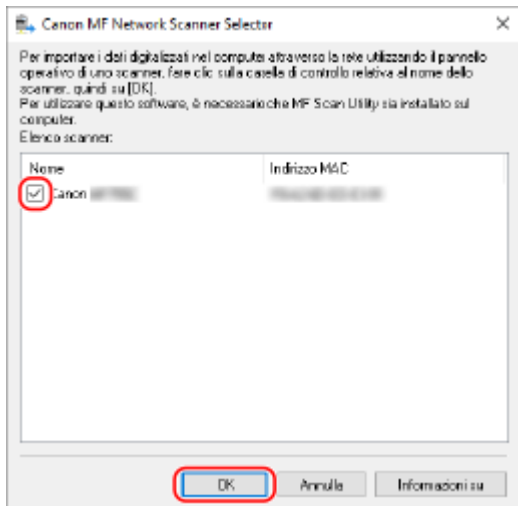 Canon MF Network Scanner Selector
Per importare i dati digitalizzati nel computer attraverso la rete utilizzando il pannello
operativo di uno scanner, fare clic sulla casella di controllo relativa al nome dello
scanner, quindi su [OK].
Per utilizzare questo software, è necessario che MF Scan Utility sia installato sul
computer.
Elenco scanner:
Nome Indirizzo MAC
Canon
OK Annulla Informazioni su